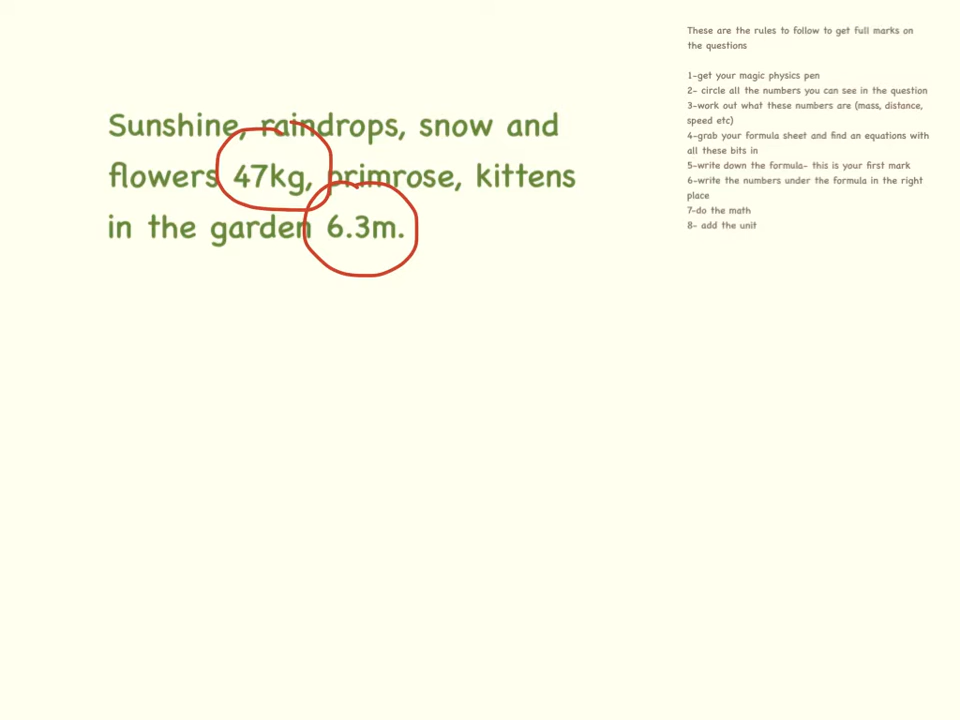 Sunshine, raindrops, snow and
flowers 47kg, primrose, kittens
in the garden 6.3m.
These are the rules to follow to get full marks on
the questions
1-get your magic physics pen
2- circle all the numbers you can see in the question
3-work out what these numbers are (mass, distance,
speed etc)
4-grab your formula sheet and find an equations with
all these bits in
5-write down the formula- this is your first mark
6-write the numbers under the formula in the right
place
7-do the math
8- add the unit